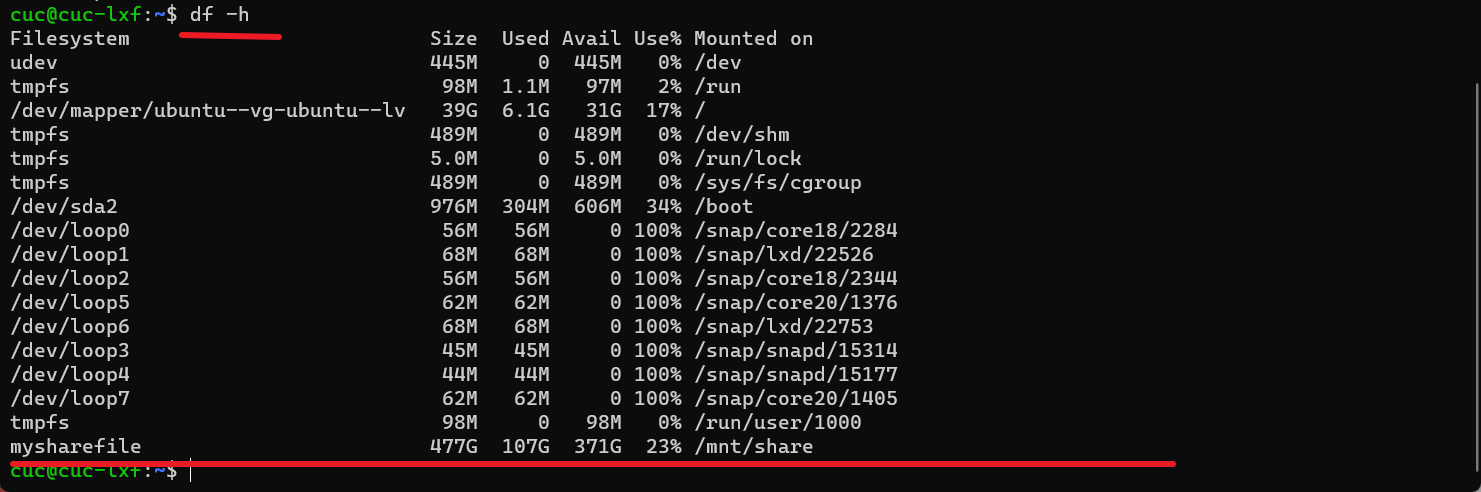 cuc@cuc-lxf:~$ df -h
Filesystem                         Size  Used Avail Use% Mounted on
udev                               445M     0  445M   0% /dev
tmpfs                               98M  1.1M   97M   2% /run
/dev/mapper/ubuntu--vg-ubuntu--lv   39G  6.1G   31G  17% /
tmpfs                              489M     0  489M   0% /dev/shm
tmpfs                              5.0M     0  5.0M   0% /run/lock
tmpfs                              489M     0  489M   0% /sys/fs/cgroup
/dev/sda2                          976M  304M  606M  34% /boot
/dev/loop0                          56M   56M     0 100% /snap/core18/2284
/dev/loop1                          68M   68M     0 100% /snap/lxd/22526
/dev/loop2                          56M   56M     0 100% /snap/core18/2344
/dev/loop5                          62M   62M     0 100% /snap/core20/1376
/dev/loop6                          68M   68M     0 100% /snap/lxd/22753
/dev/loop3                          45M   45M     0 100% /snap/snapd/15314
/dev/loop4                          44M   44M     0 100% /snap/snapd/15177
/dev/loop7                          62M   62M     0 100% /snap/core20/1405
tmpfs                               98M     0   98M   0% /run/user/1000
mysharefile                        477G  107G  371G  23% /mnt/share
cuc@cuc-lxf:~$